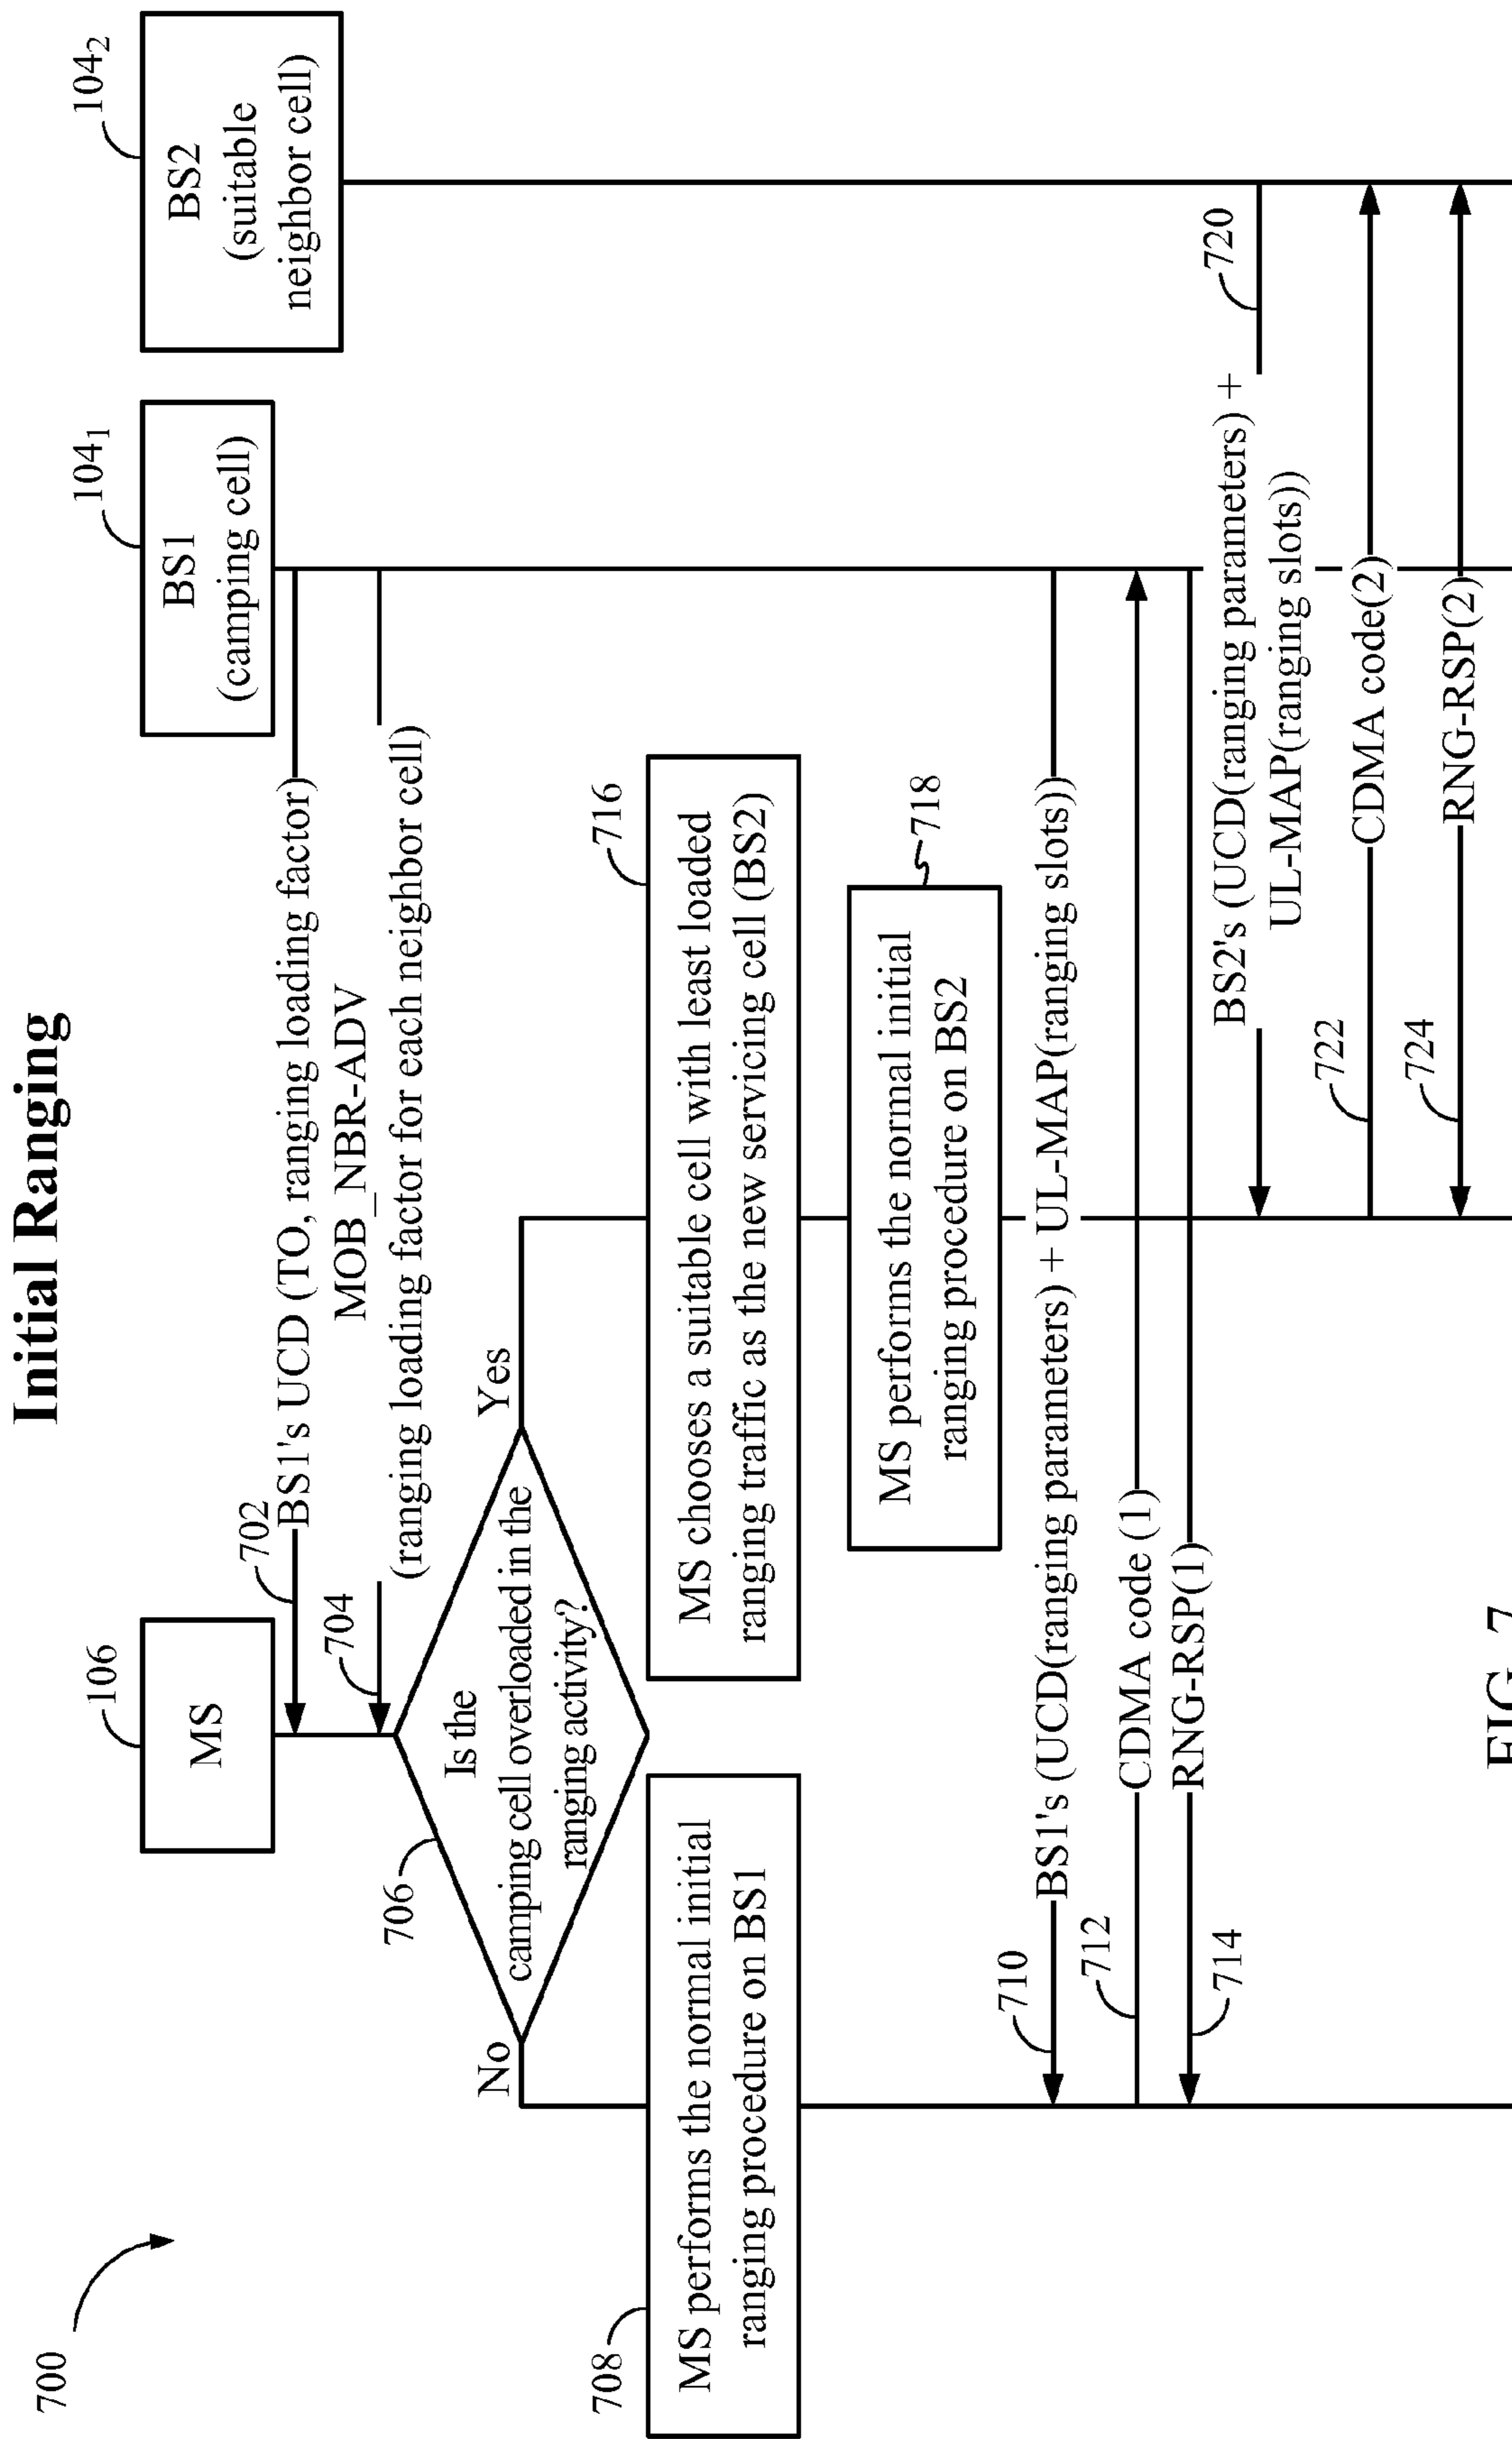 Initial Ranging
700
106
MS
104₁
BS1
(camping cell)
104₂
BS2
(suitable
neighbor cell)
702
BS1's UCD (TO, ranging loading factor)
704
MOB_NBR-ADV
(ranging loading factor for each neighbor cell)
706
Is the
camping cell overloaded in the
ranging activity?
No
Yes
708
MS performs the normal initial
ranging procedure on BS1
716
MS chooses a suitable cell with least loaded
ranging traffic as the new servicing cell (BS2)
718
MS performs the normal initial
ranging procedure on BS2
710
BS1's (UCD(ranging parameters) + UL-MAP(ranging slots))
712
CDMA code (1)
RNG-RSP(1)
714
720
BS2's (UCD(ranging parameters) +
UL-MAP(ranging slots))
722
CDMA code(2)
724
RNG-RSP(2)
FIG. 7